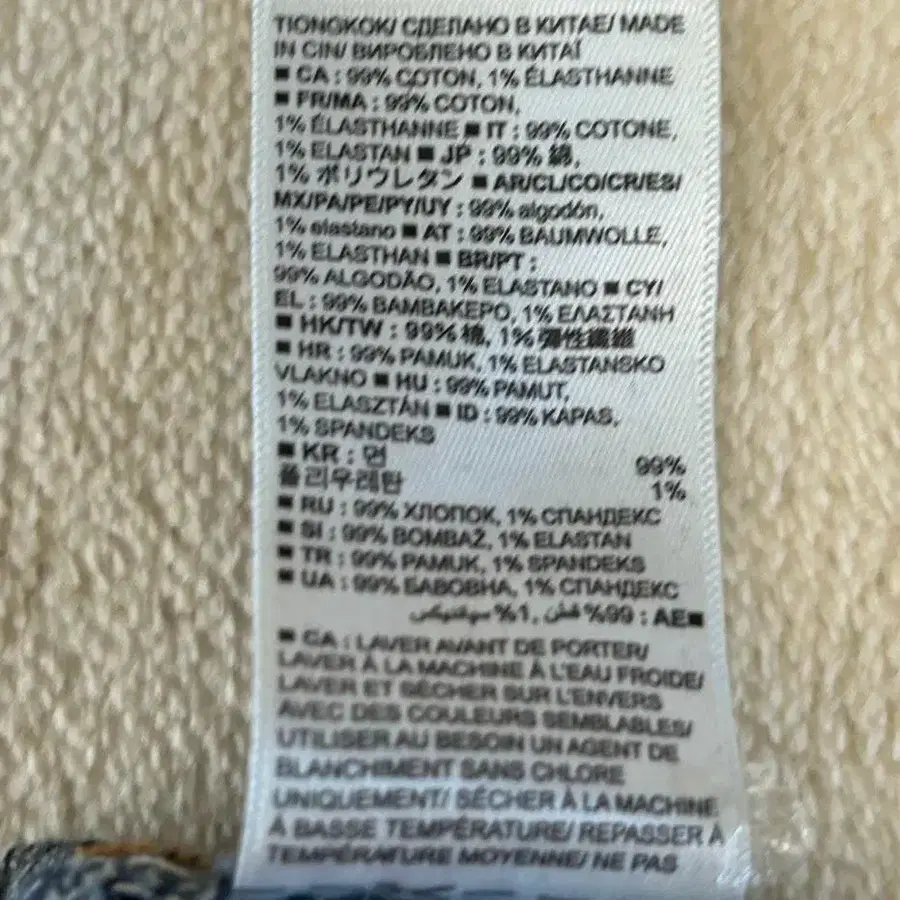 TIONGKOK/ СДЕЛАНО В КИТАЕ/ MADE
IN CIN/ ВИРОБЛЕНО В КИТАЇ
■ CA : 99% COTON, 1% ÉLASTHANNE
■ FR/MA : 99% COTON,
1% ÉLASTHANNE ■ IT : 99% COTONE,
1% ELASTAN ■ JP : 99% 綿,
1% ポリウレタン ■ AR/CL/CO/CR/ES/
MX/PA/PE/PY/UY : 99% algodón,
1% elastano ■ AT : 99% BAUMWOLLE,
1% ELASTHAN ■ BR/PT :
99% ALGODÃO, 1% ELASTANO ■ CY/
EL : 99% ΒΑΜΒΑΚΕΡΟ, 1% ΕΛΑΣΤΑΝΗ
■ HK/TW : 99% 棉, 1% 彈性纖維
■ HR : 99% PAMUK, 1% ELASTANSKO
VLAKNO ■ HU : 99% PAMUT,
1% ELASZTÁN ■ ID : 99% KAPAS,
1% SPANDEKS
■ KR : 면 99%
폴리우레탄 1%
■ RU : 99% ХЛОПОК, 1% СПАНДЕКС
■ SI : 99% BOMBAŽ, 1% ELASTAN
■ TR : 99% PAMUK, 1% SPANDEKS
■ UA : 99% БАВОВНА, 1% СПАНДЕКС
■AE : 99% قطن, 1%
■ CA : LAVER AVANT DE PORTER/
LAVER À LA MACHINE À L'EAU FROIDE/
LAVER ET SÉCHER SUR L'ENVERS
AVEC DES COULEURS SEMBLABLES/
UTILISER AU BESOIN UN AGENT DE
BLANCHIMENT SANS CHLORE
UNIQUEMENT/ SÉCHER À LA MACHINE
À BASSE TEMPÉRATURE/ REPASSER À
TEMPÉRATURE MOYENNE/ NE PAS